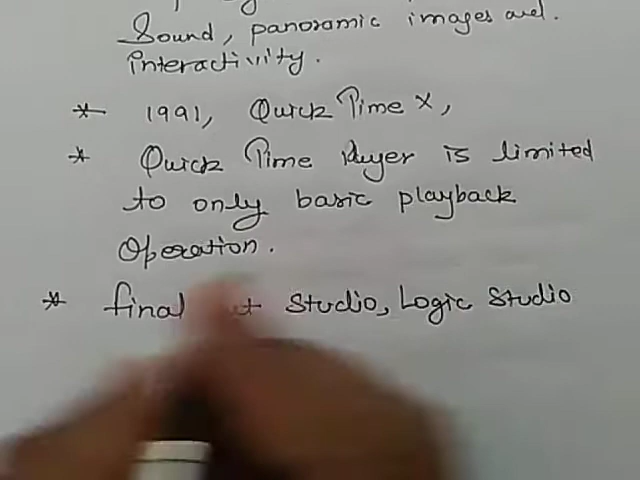 Sound, panoramic images and.
interactivity.
* 1991, Quick Time X,
* Quick Time Player is limited
to only basic playback
Operation.
* final Studio, Logic Studio